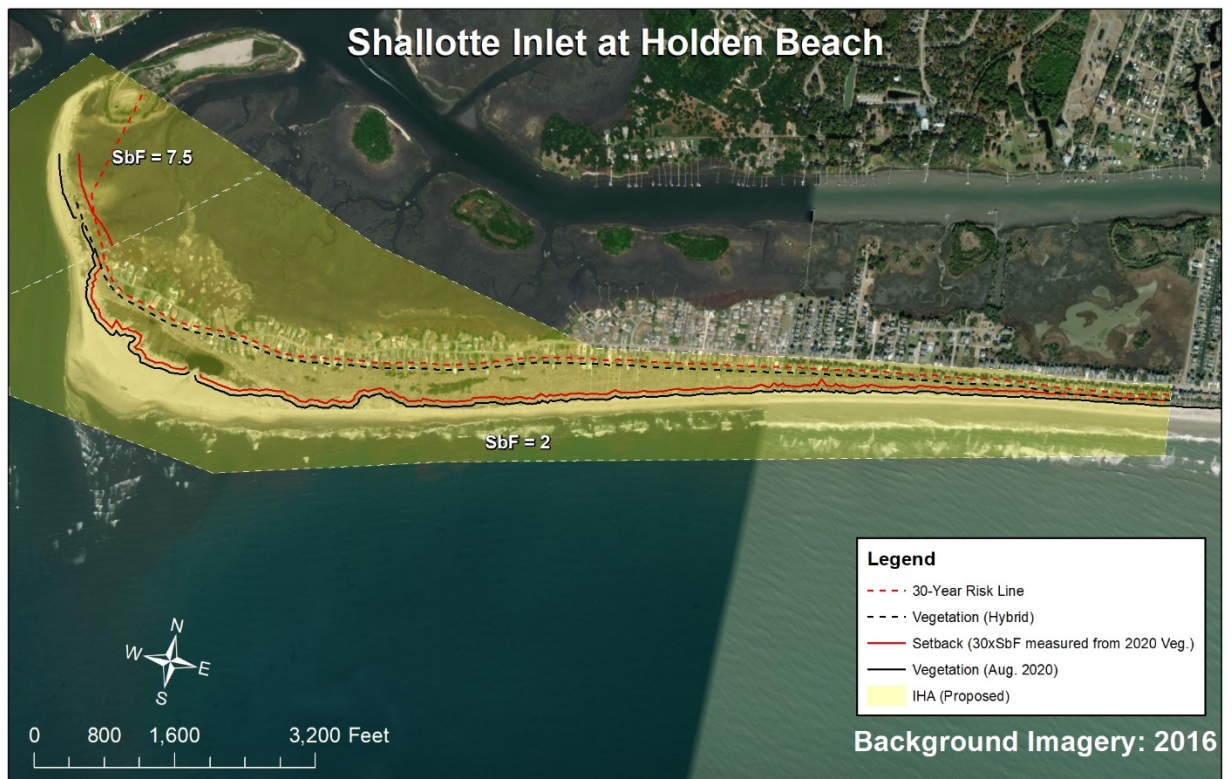 Shallotte Inlet at Holden Beach
SbF = 7.5
SbF = 2
Legend
30-Year Risk Line
Vegetation (Hybrid)
Setback (30xSbF measured from 2020 Veg.)
Vegetation (Aug. 2020)
IHA (Proposed)
N
W
E
S
0 800 1,600 3,200 Feet
Background Imagery: 2016